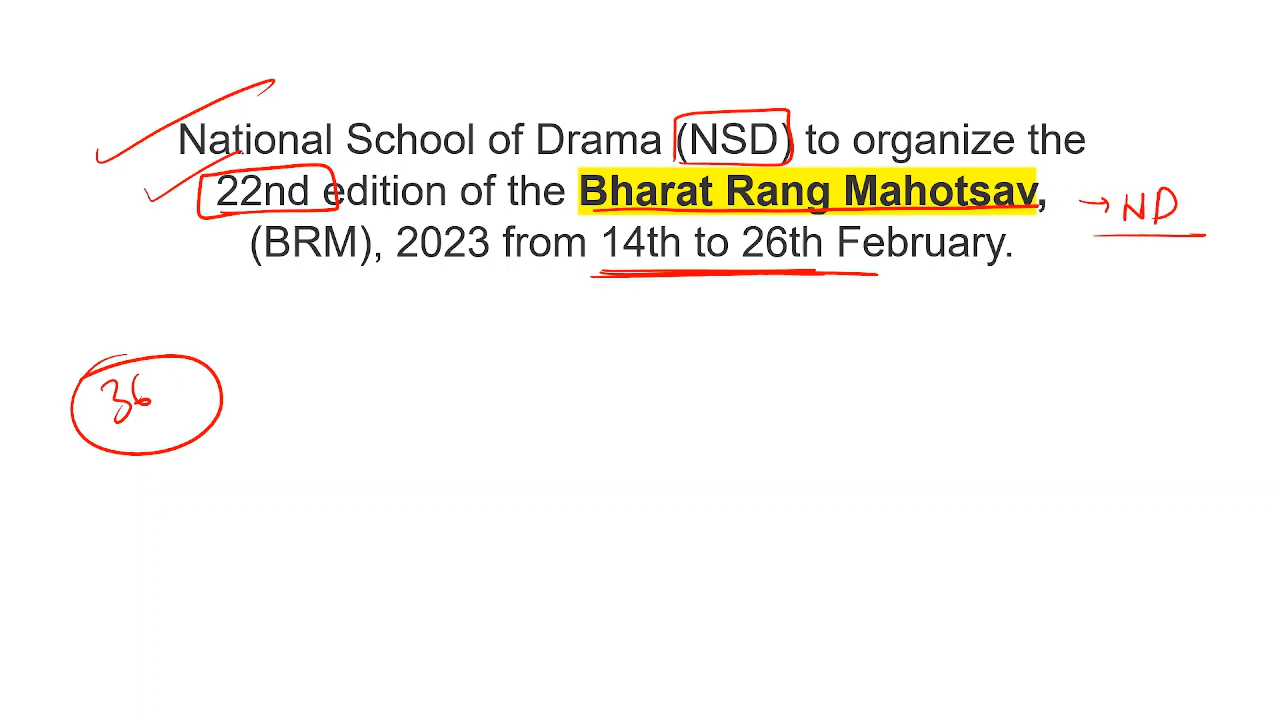 National School of Drama (NSD) to organize the
22nd edition of the Bharat Rang Mahotsav,
→ ND
(BRM), 2023 from 14th to 26th February.
36